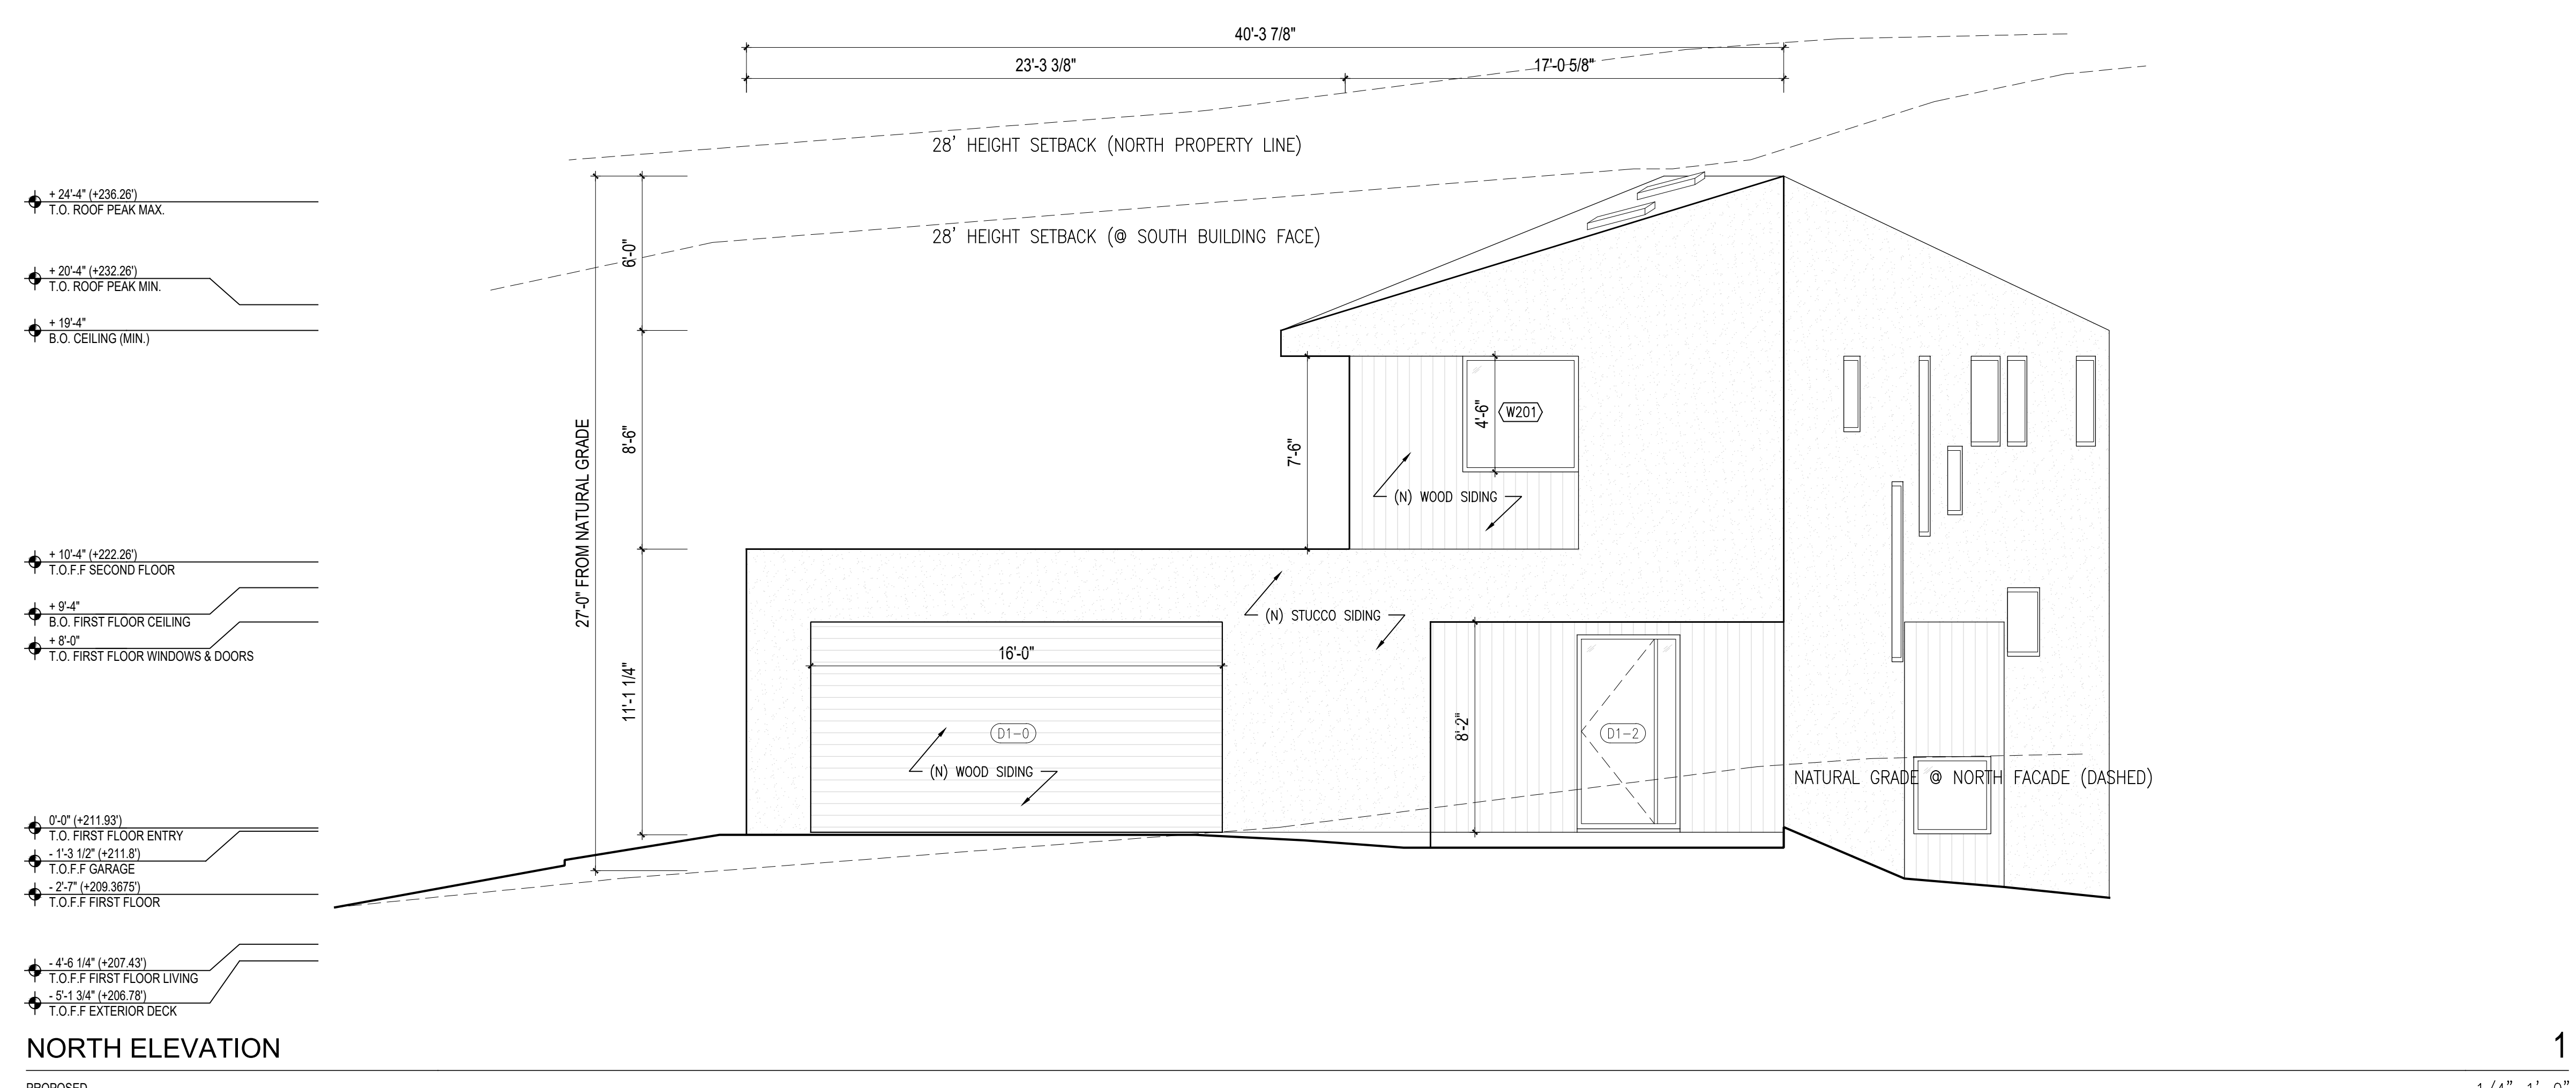 40'-3 7/8"
23'-3 3/8"
17'-0 5/8"
28' HEIGHT SETBACK (NORTH PROPERTY LINE)
28' HEIGHT SETBACK (@ SOUTH BUILDING FACE)
+ 24'-4" (+236.26')
T.O. ROOF PEAK MAX.
+ 20'-4" (+232.26')
T.O. ROOF PEAK MIN.
+ 19'-4"
B.O. CEILING (MIN.)
+ 10'-4" (+222.26')
T.O.F.F SECOND FLOOR
+ 9'-4"
B.O. FIRST FLOOR CEILING
+ 8'-0"
T.O. FIRST FLOOR WINDOWS & DOORS
0'-0" (+211.93')
T.O. FIRST FLOOR ENTRY
- 1'-3 1/2" (+211.8')
T.O.F.F GARAGE
- 2'-7" (+209.3675')
T.O.F.F FIRST FLOOR
- 4'-6 1/4" (+207.43')
T.O.F.F FIRST FLOOR LIVING
- 5'-1 3/4" (+206.78')
T.O.F.F EXTERIOR DECK
27'-0" FROM NATURAL GRADE
6'-0"
8'-6"
11'-1 1/4"
7'-6"
4'-6"
W201
(N) WOOD SIDING
(N) STUCCO SIDING
16'-0"
D1-0
(N) WOOD SIDING
8'-2"
D1-2
NATURAL GRADE @ NORTH FACADE (DASHED)
NORTH ELEVATION
1
PROPOSED